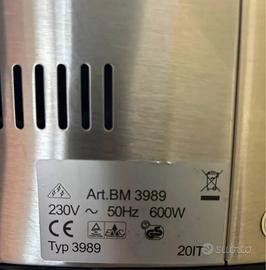 Art.BM 3989
230V ~ 50Hz 600W
CE
Typ 3989
20IT
subito